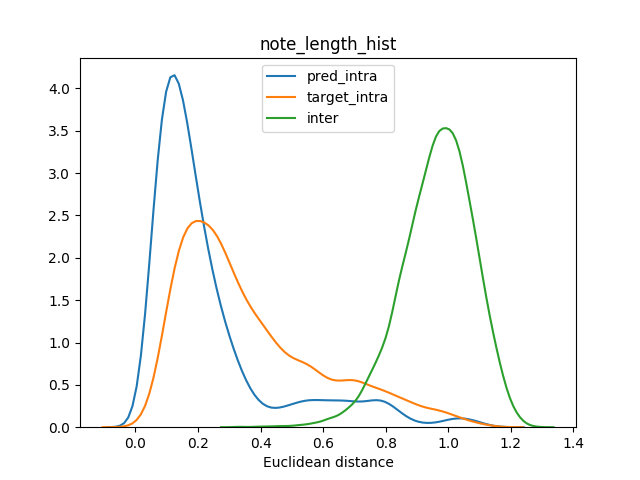 note_length_hist
pred_intra
target_intra
inter
4.0
3.5
3.0
2.5
2.0
1.5
1.0
0.5
0.0
0.0 0.2 0.4 0.6 0.8 1.0 1.2 1.4
Euclidean distance